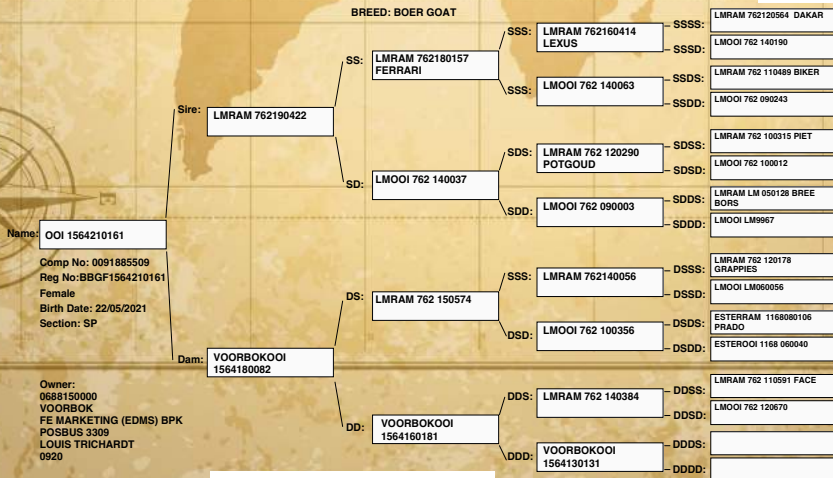 BREED: BOER GOAT
Name:
OOI 1564210161
Comp No: 0091885509
Reg No:BBGF1564210161
Female
Birth Date: 22/05/2021
Section: SP
Owner:
0688150000
VOORBOK
FE MARKETING (EDMS) BPK
POSBUS 3309
LOUIS TRICHARDT
0920
Sire:
LMRAM 762190422
Dam:
VOORBOKOOI
1564180082
SS:
LMRAM 762180157
FERRARI
SD:
LMOOI 762 140037
DS:
LMRAM 762 150574
DD:
VOORBOKOOI
1564160181
SSS:
LMRAM 762160414
LEXUS
SSS:
LMOOI 762 140063
SDS:
LMRAM 762 120290
POTGOUD
SDD:
LMOOI 762 090003
SSS:
LMRAM 762140056
DSD:
LMOOI 762 100356
DDS:
LMRAM 762 140384
DDD:
VOORBOKOOI
1564130131
SSSS:
LMRAM 762120564 DAKAR
SSSD:
LMOOI 762 140190
SSDS:
LMRAM 762 110489 BIKER
SSDD:
LMOOI 762 090243
SDSS:
LMRAM 762 100315 PIET
SDSD:
LMOOI 762 100012
SDDS:
LMRAM LM 050128 BREE
BORS
SDDD:
LMOOI LM9967
DSSS:
LMRAM 762 120178
GRAPPIES
DSSD:
LMOOI LM060056
DSDS:
ESTERRAM 1168080106
PRADO
DSDD:
ESTEROOI 1168 060040
DDSS:
LMRAM 762 110591 FACE
DDSD:
LMOOI 762 120670
DDDS:
DDDD: